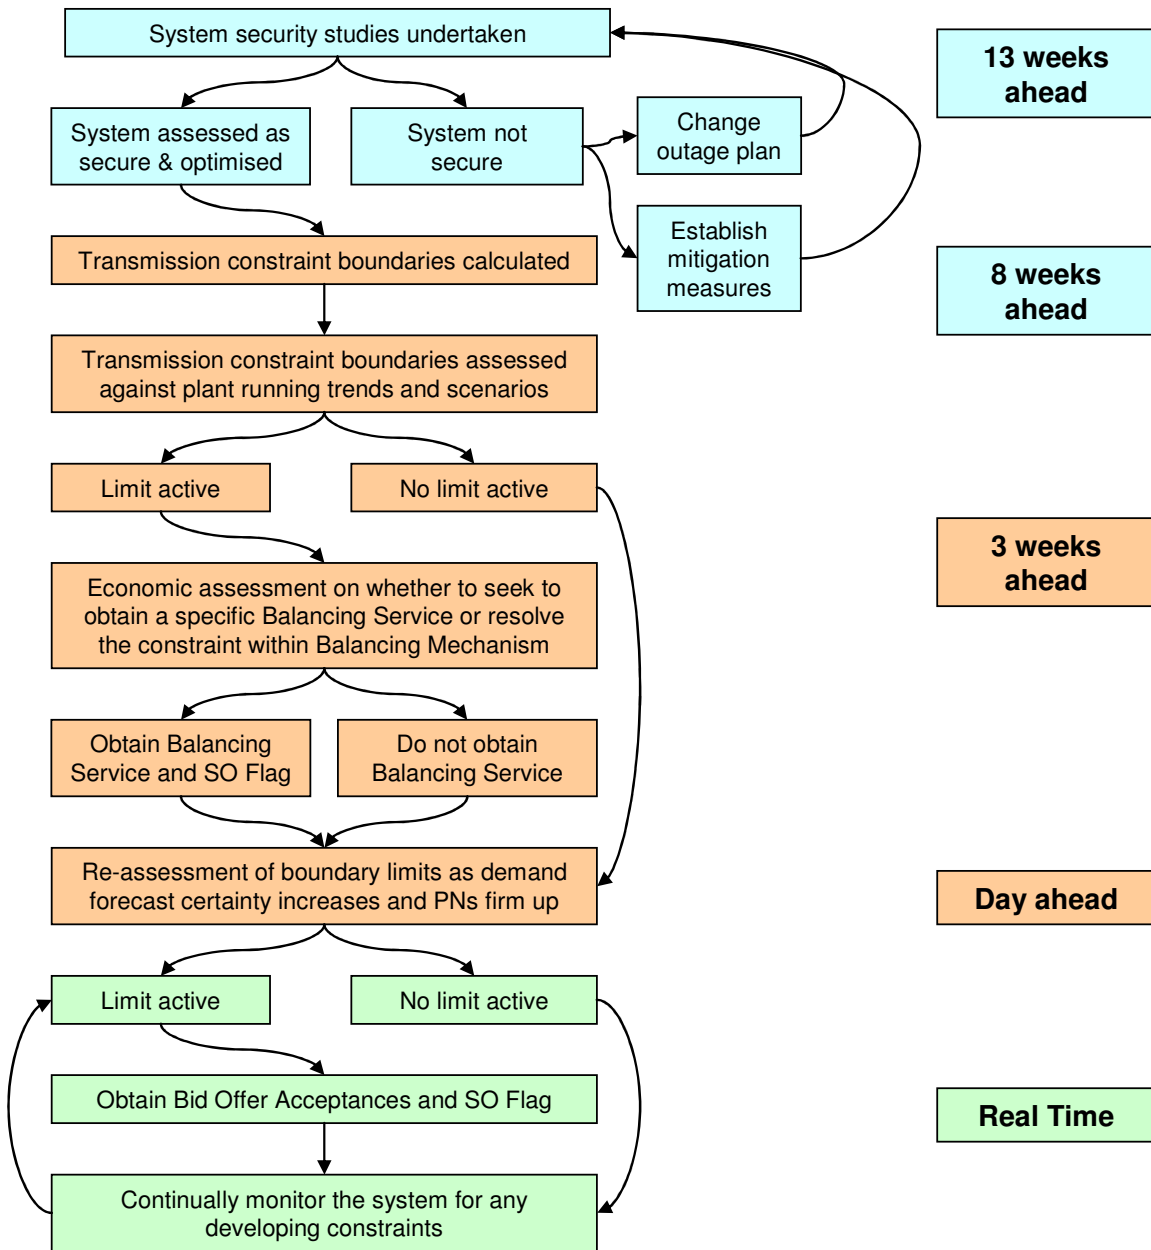 System security studies undertaken
13 weeks
ahead
System assessed as
secure & optimised
System not
secure
Change
outage plan
Establish
mitigation
measures
Transmission constraint boundaries calculated
8 weeks
ahead
Transmission constraint boundaries assessed
against plant running trends and scenarios
Limit active
No limit active
3 weeks
ahead
Economic assessment on whether to seek to
obtain a specific Balancing Service or resolve
the constraint within Balancing Mechanism
Obtain Balancing
Service and SO Flag
Do not obtain
Balancing Service
Re-assessment of boundary limits as demand
forecast certainty increases and PNs firm up
Day ahead
Limit active
No limit active
Obtain Bid Offer Acceptances and SO Flag
Real Time
Continually monitor the system for any
developing constraints